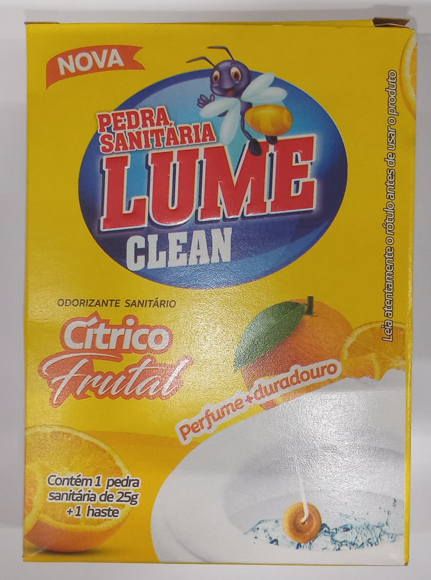 NOVA
PEDRA
SANITÁRIA
LUME
CLEAN
ODORIZANTE SANITÁRIO
Cítrico
Frutal
Perfume + duradouro
Contém 1 pedra
sanitária de 25g
+1 haste
Leia atentamente o rótulo antes de usar o produto